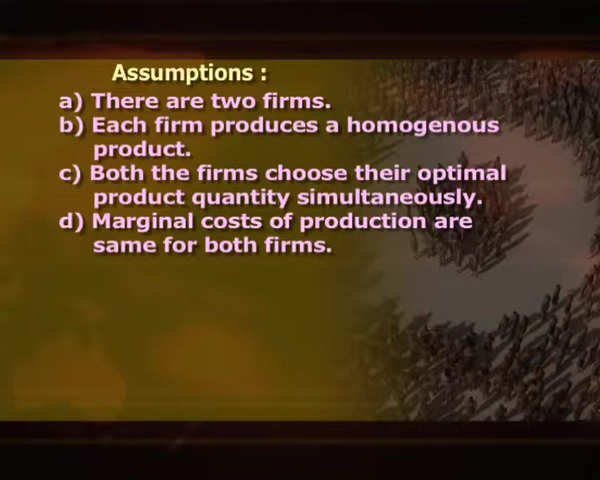 Assumptions :
a) There are two firms.
b) Each firm produces a homogenous
product.
c) Both the firms choose their optimal
product quantity simultaneously.
d) Marginal costs of production are
same for both firms.